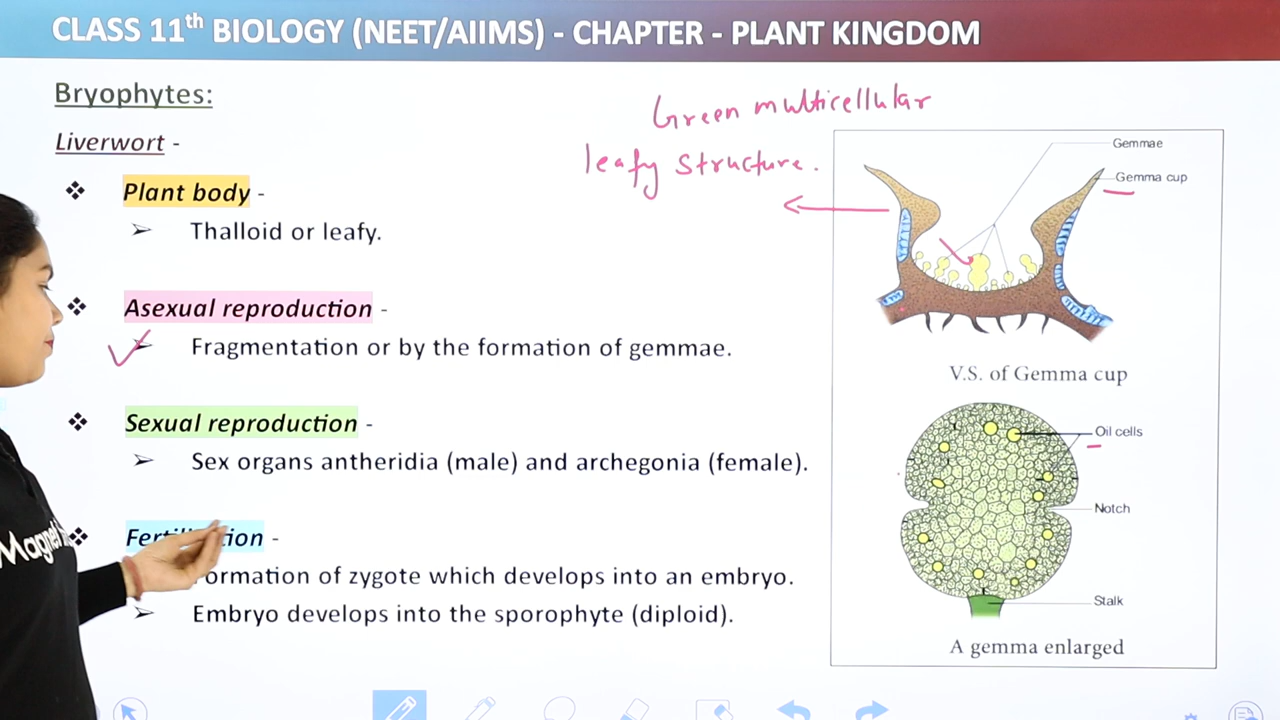 CLASS 11th BIOLOGY (NEET/AIIMS) - CHAPTER - PLANT KINGDOM
Bryophytes:
Green multicellular
leafy structure.
Liverwort -
❖ Plant body -
➢ Thalloid or leafy.
❖ Asexual reproduction -
➢ Fragmentation or by the formation of gemmae.
❖ Sexual reproduction -
➢ Sex organs antheridia (male) and archegonia (female).
❖ -
ormation of zygote which develops into an embryo.
➢ Embryo develops into the sporophyte (diploid).
Gemmae
Gemma cup
V.S. of Gemma cup
Oil cells
Notch
Stalk
A gemma enlarged
Magne